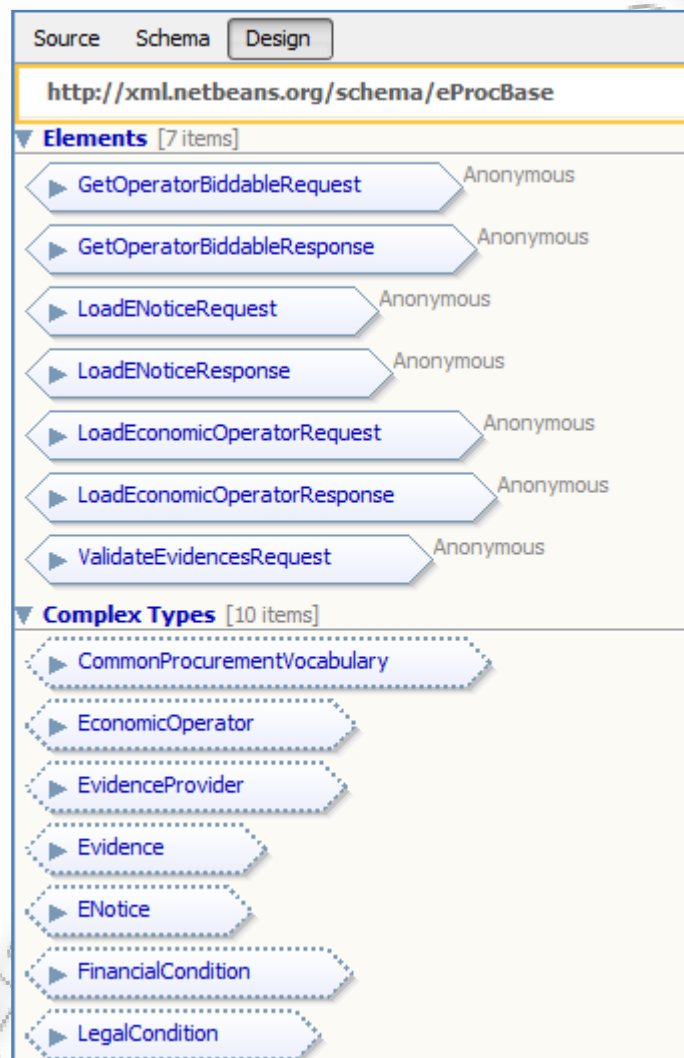 Source Schema Design
http://xml.netbeans.org/schema/eProcBase
Elements [7 items]
GetOperatorBiddableRequest Anonymous
GetOperatorBiddableResponse Anonymous
LoadENoticeRequest Anonymous
LoadENoticeResponse Anonymous
LoadEconomicOperatorRequest Anonymous
LoadEconomicOperatorResponse Anonymous
ValidateEvidencesRequest Anonymous
Complex Types [10 items]
CommonProcurementVocabulary
EconomicOperator
EvidenceProvider
Evidence
ENotice
FinancialCondition
LegalCondition